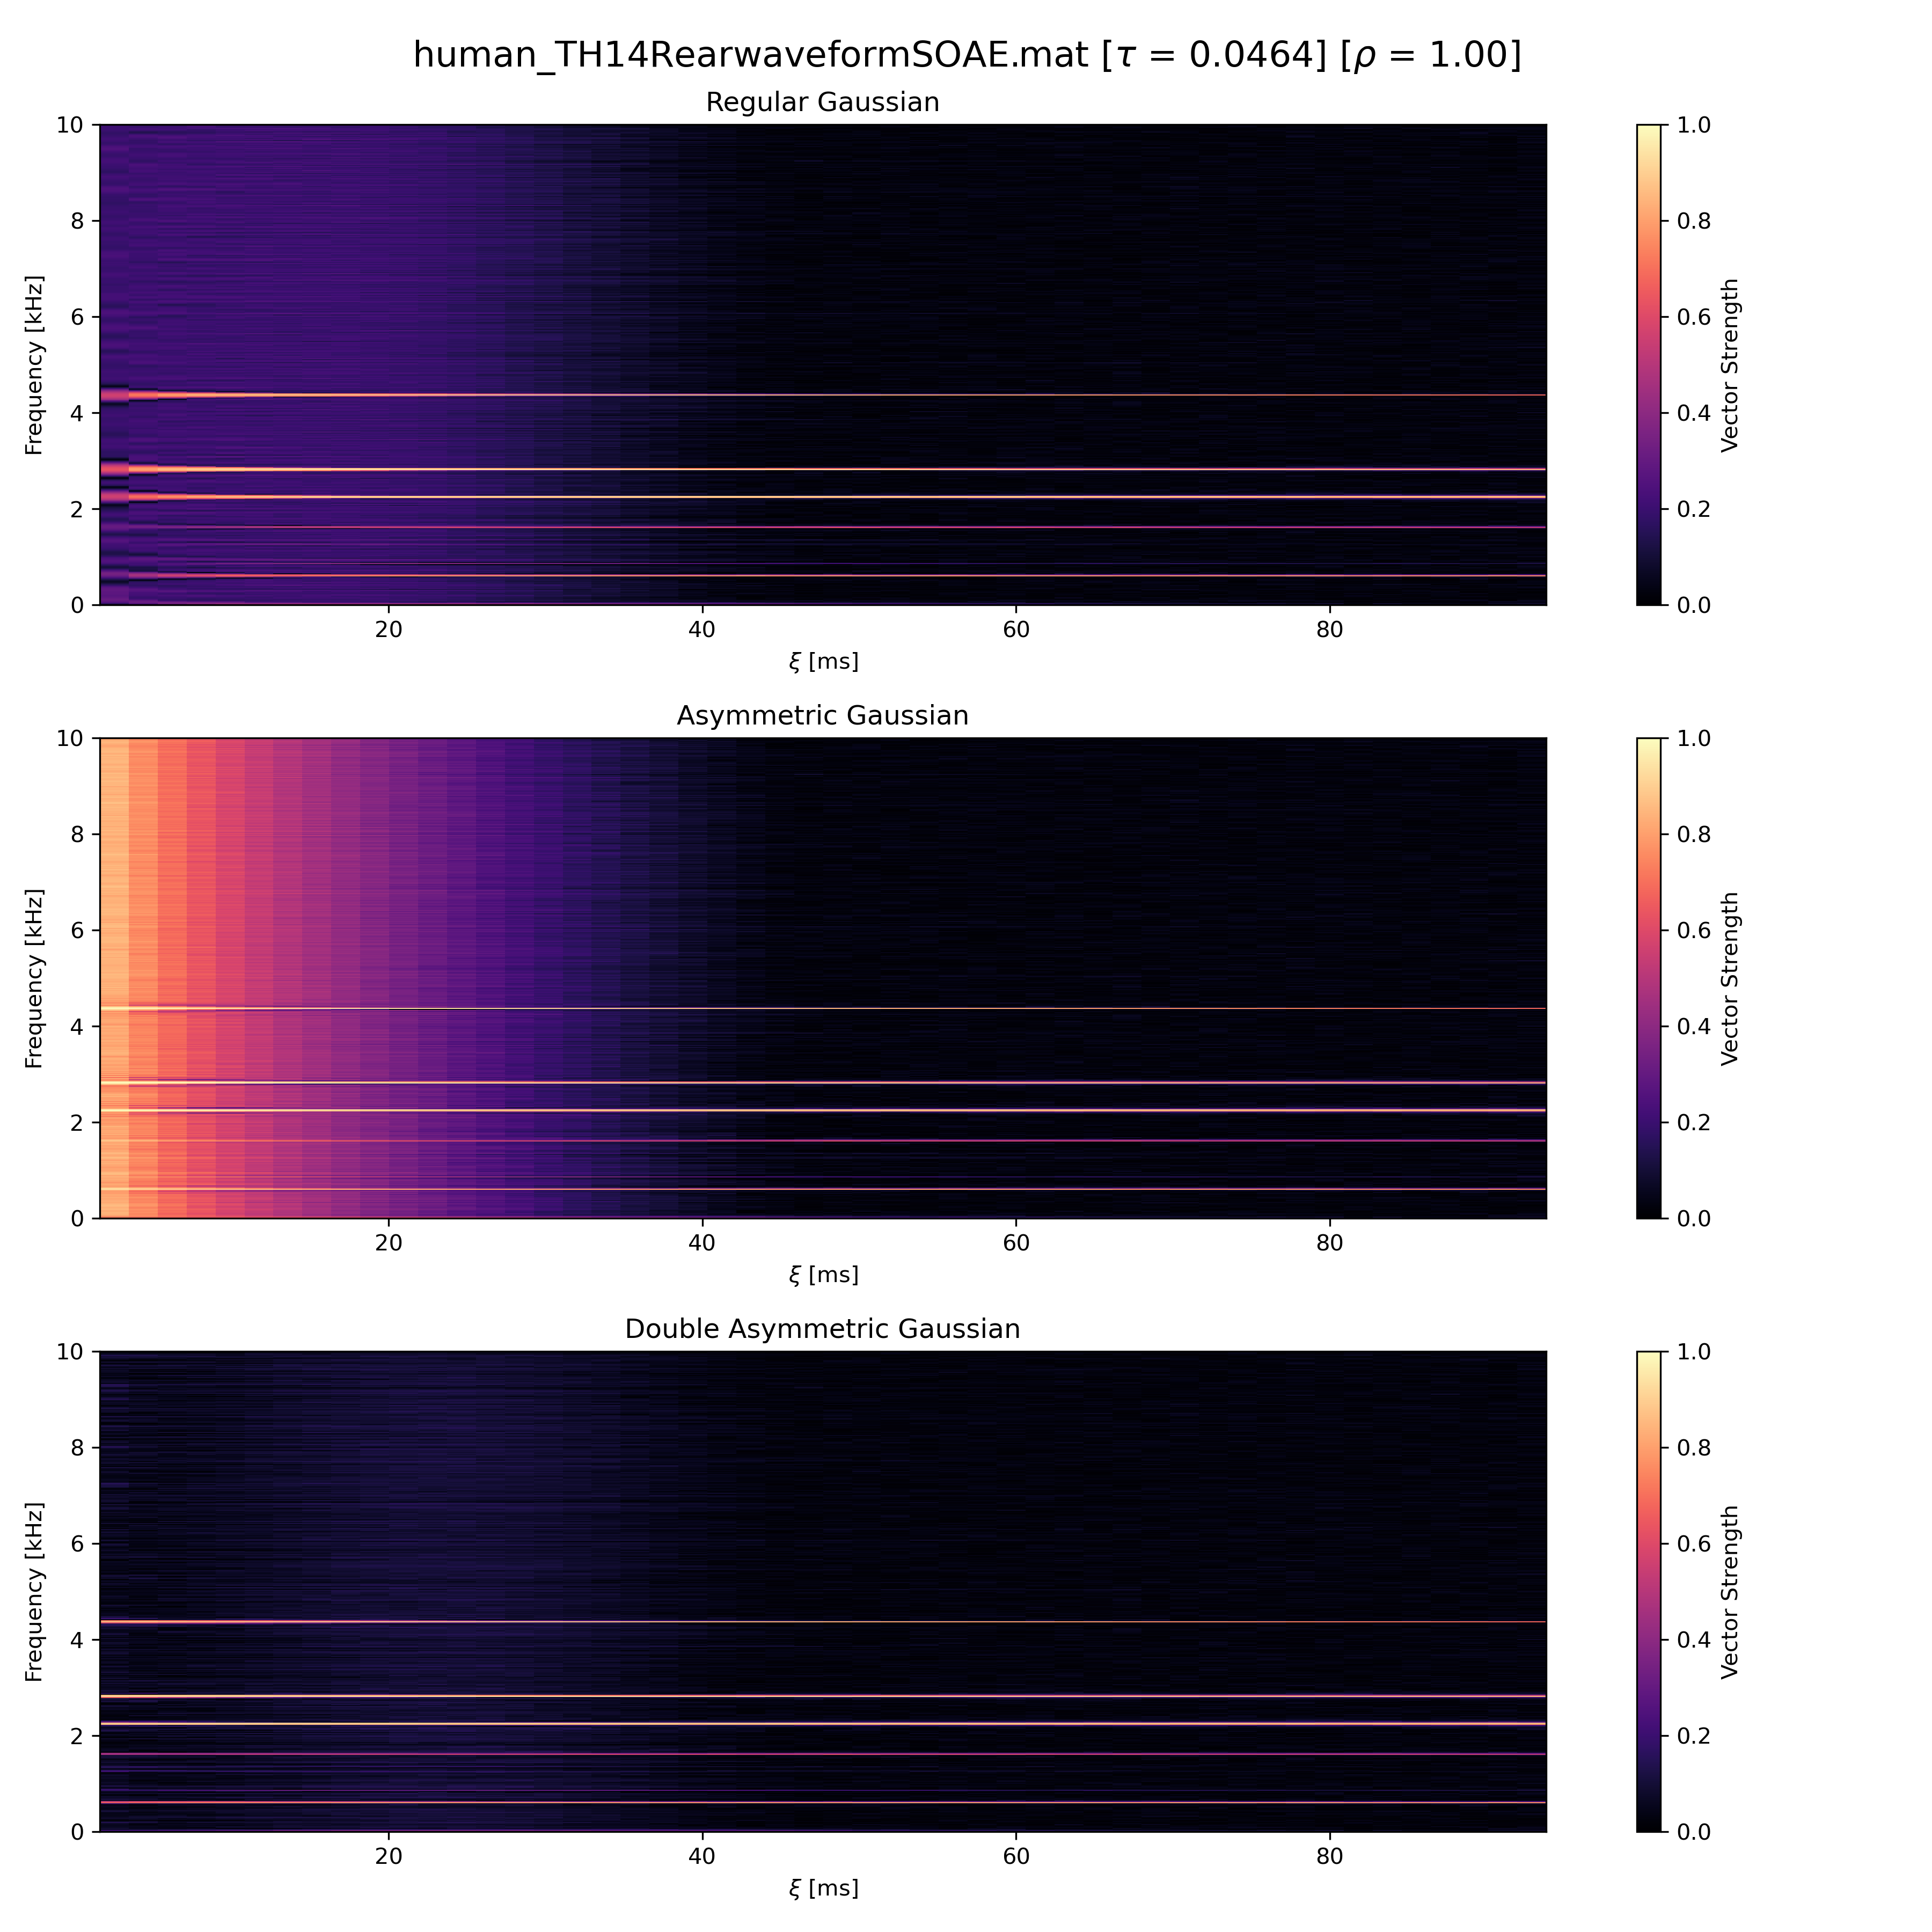 human_TH14RearwaveformSOAE.mat [τ = 0.0464] [ρ = 1.00]
Regular Gaussian
10
8
6
4
2
0
Frequency [kHz]
20 40 60 80
ξ [ms]
1.0
0.8
0.6
0.4
0.2
0.0
Vector Strength
Asymmetric Gaussian
10
8
6
4
2
0
Frequency [kHz]
20 40 60 80
ξ [ms]
1.0
0.8
0.6
0.4
0.2
0.0
Vector Strength
Double Asymmetric Gaussian
10
8
6
4
2
0
Frequency [kHz]
20 40 60 80
ξ [ms]
1.0
0.8
0.6
0.4
0.2
0.0
Vector Strength